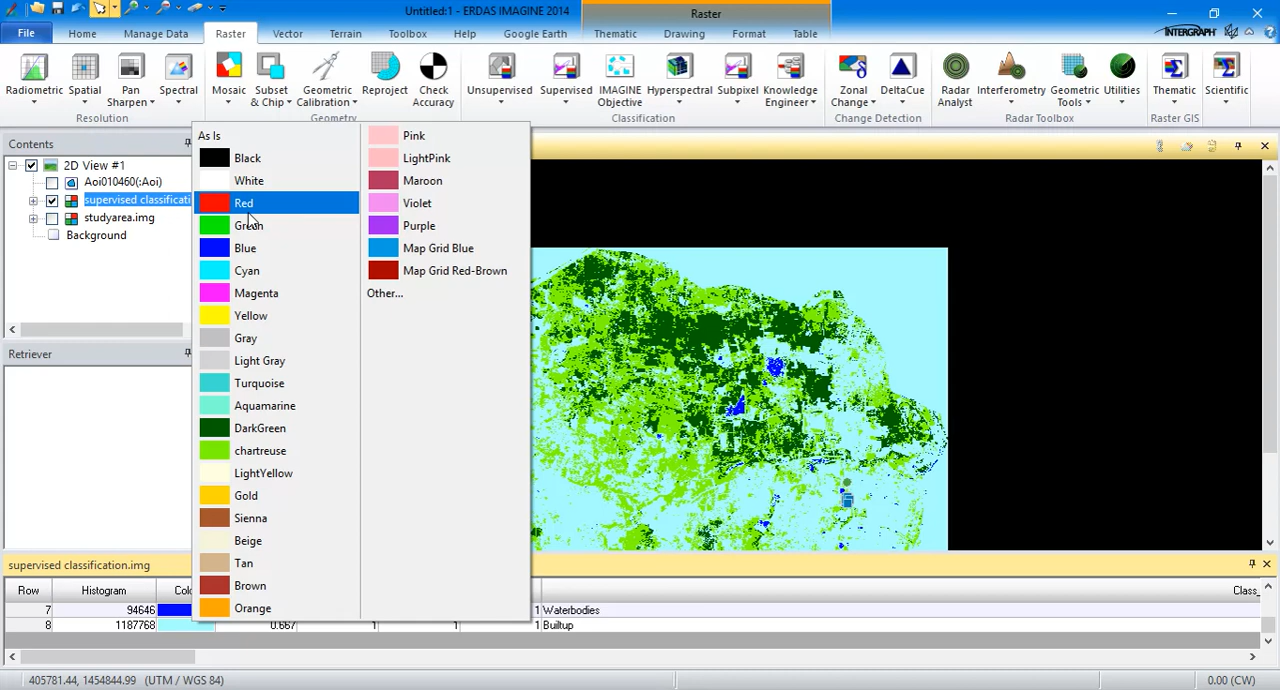 Untitled:1 - ERDAS IMAGINE 2014
Raster
File
Home
Manage Data
Raster
Vector
Terrain
Toolbox
Help
Google Earth
Thematic
Drawing
Format
Table
INTERGRAPH
Radiometric
Spatial
Pan
Sharpen
Spectral
Mosaic
Subset
& Chip
Geometric
Calibration
Reproject
Check
Accuracy
Unsupervised
Supervised
IMAGINE
Objective
Hyperspectral
Subpixel
Knowledge
Engineer
Zonal
Change
DeltaCue
Radar
Analyst
Interferometry
Geometric
Tools
Utilities
Thematic
Scientific
Resolution
Geometry
Classification
Change Detection
Radar Toolbox
Raster GIS
Contents
2D View #1
Aoi010460(:Aoi)
supervised classificati
studyarea.img
Background
Retriever
As Is
Black
White
Red
Green
Blue
Cyan
Magenta
Yellow
Gray
Light Gray
Turquoise
Aquamarine
DarkGreen
chartreuse
LightYellow
Gold
Sienna
Beige
Tan
Brown
Orange
Pink
LightPink
Maroon
Violet
Purple
Map Grid Blue
Map Grid Red-Brown
Other...
supervised classification.img
Row Histogram Colo Class_
7 94646 1 Waterbodies
8 1187768 0.667 1 1 1 Builtup
405781.44, 1454844.99 (UTM / WGS 84)
0.00 (CW)